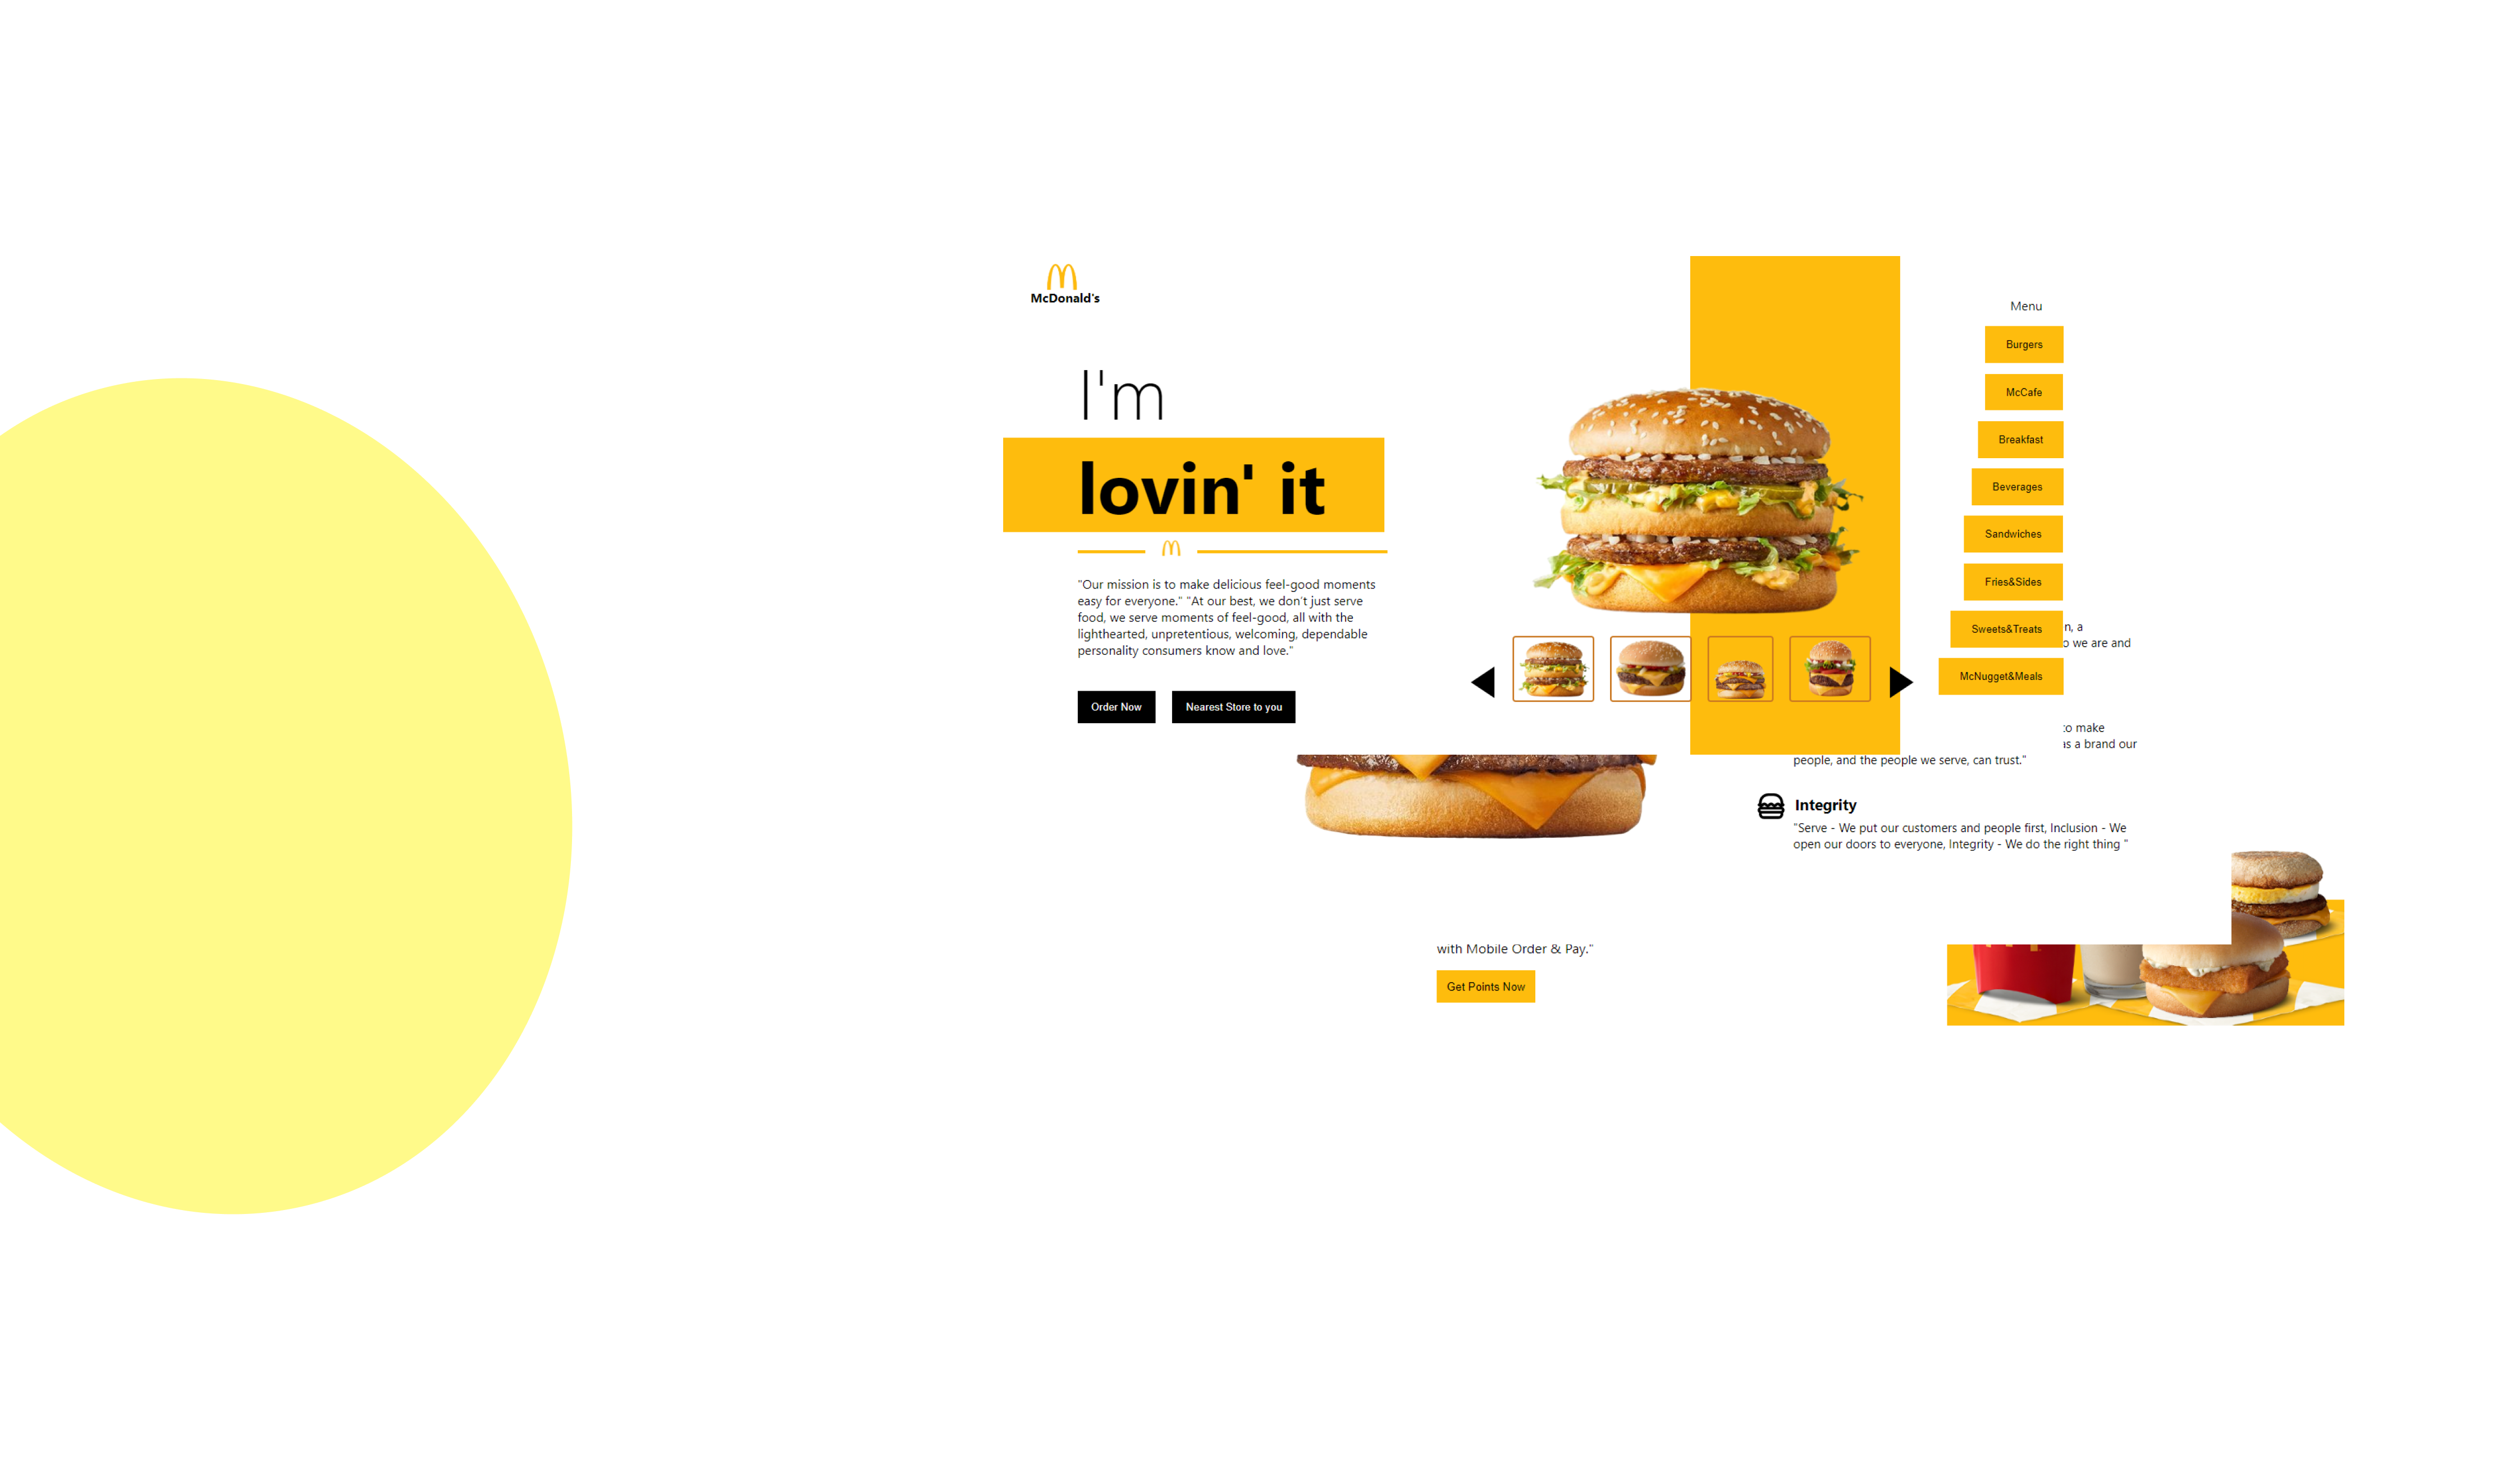 McDonald's
I'm
lovin' it
"Our mission is to make delicious feel-good moments
easy for everyone." "At our best, we don't just serve
food, we serve moments of feel-good, all with the
lighthearted, unpretentious, welcoming, dependable
personality consumers know and love."
Order Now
Nearest Store to you
Menu
Burgers
McCafe
Breakfast
Beverages
Sandwiches
Fries&Sides
Sweets&Treats
McNugget&Meals
a
we are and
to make
as a brand our
people, and the people we serve, can trust."
Integrity
"Serve - We put our customers and people first, Inclusion - We
open our doors to everyone, Integrity - We do the right thing "
with Mobile Order & Pay."
Get Points Now